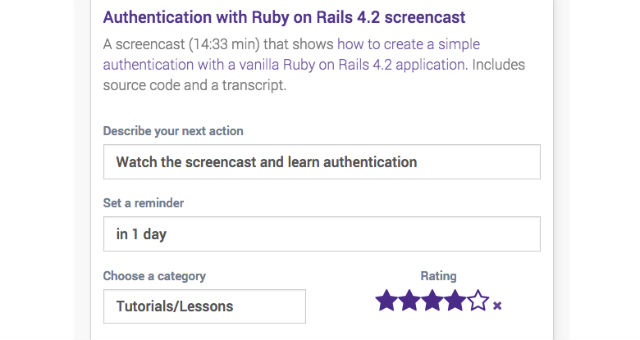 Authentication with Ruby on Rails 4.2 screencast
A screencast (14:33 min) that shows how to create a simple
authentication with a vanilla Ruby on Rails 4.2 application. Includes
source code and a transcript.
Describe your next action
Watch the screencast and learn authentication
Set a reminder
in 1 day
Choose a category
Rating
Tutorials/Lessons